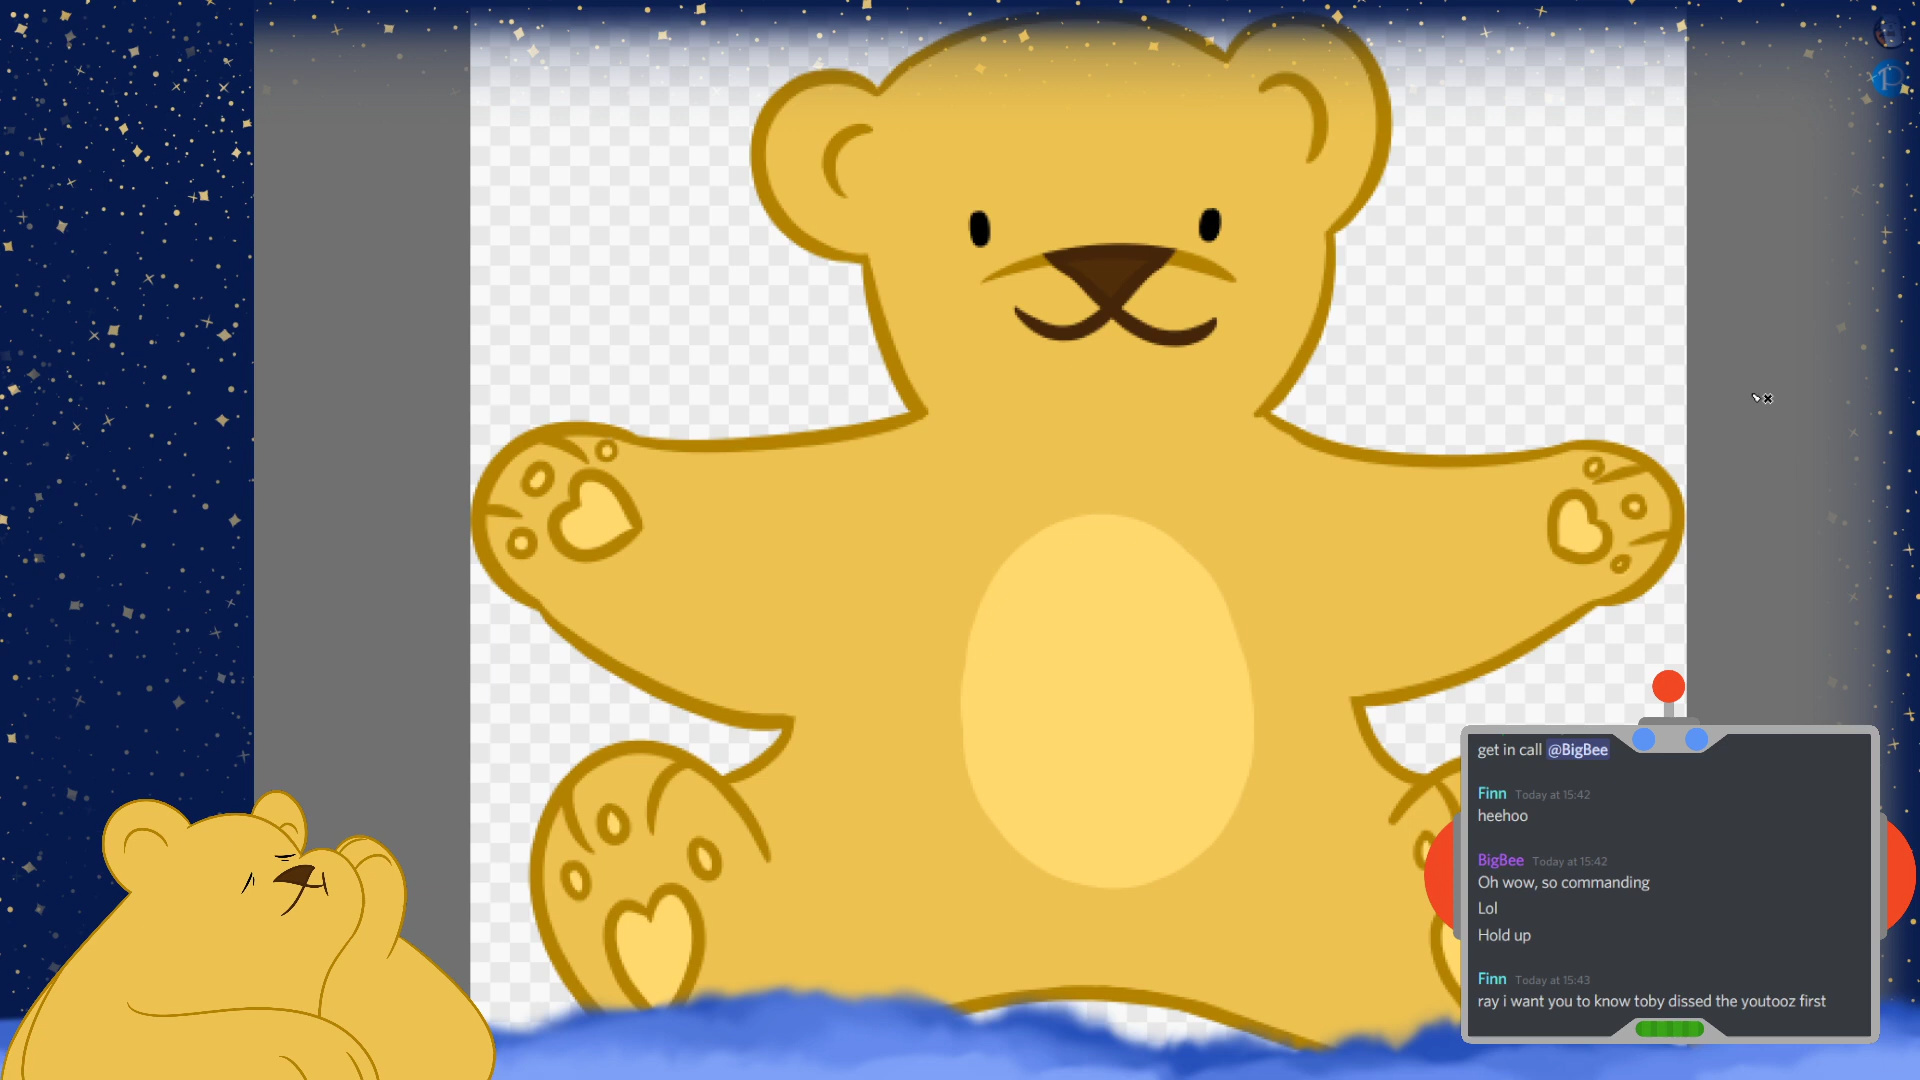 get in call @BigBee
Finn Today at 15:42
heehoo
BigBee Today at 15:42
Oh wow, so commanding
Lol
Hold up
Finn Today at 15:43
ray i want you to know toby dissed the youtooz first